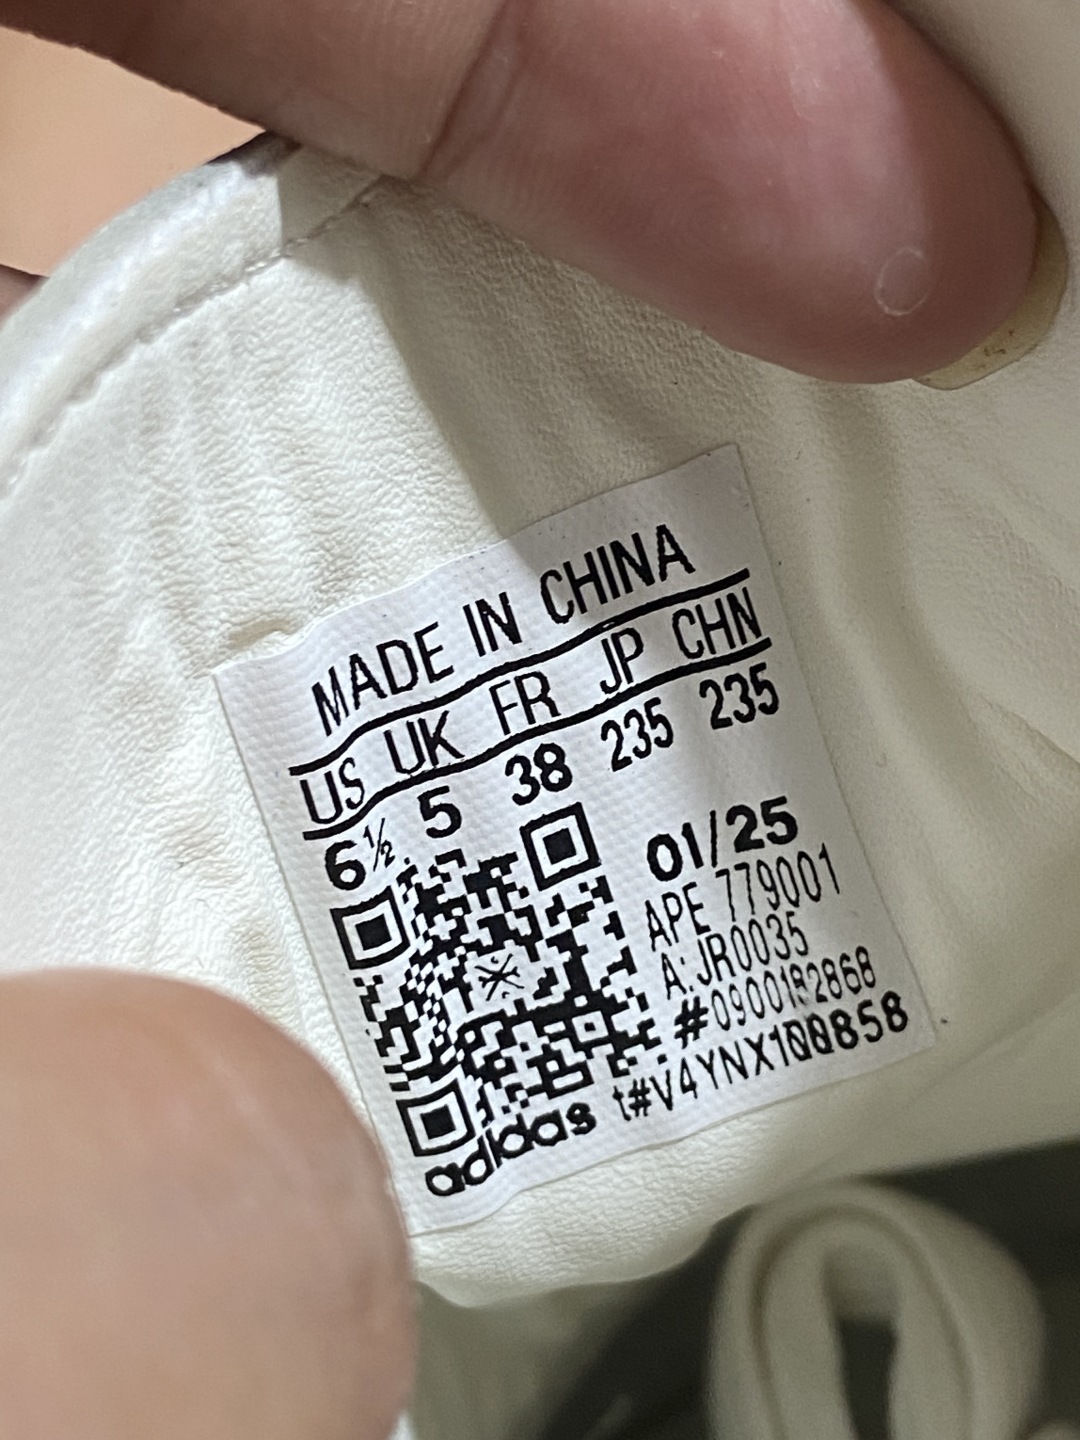 MADE IN CHINA
US UK FR JP CHN
6½ 5 38 235 235
01/25
APE 779001
A: JR0035
#0900182868
adidas